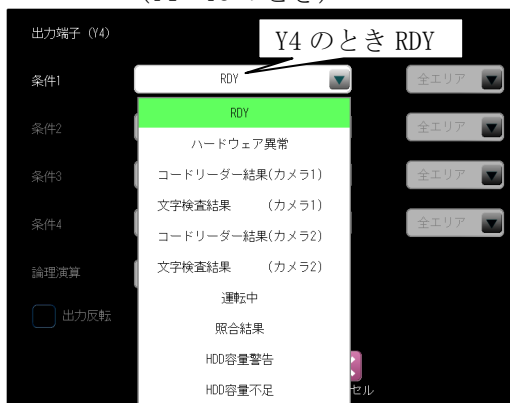 出力端子 (Y4)
Y4 のとき RDY
条件1
RDY
全エリア
RDY
条件2
全エリア
ハードウェア異常
条件3
コードリーダー結果(カメラ1)
全エリア
文字検査結果 (カメラ1)
条件4
コードリーダー結果(カメラ2)
全エリア
論理演算
文字検査結果 (カメラ2)
運転中
出力反転
照合結果
HDD容量警告
HDD容量不足
セル